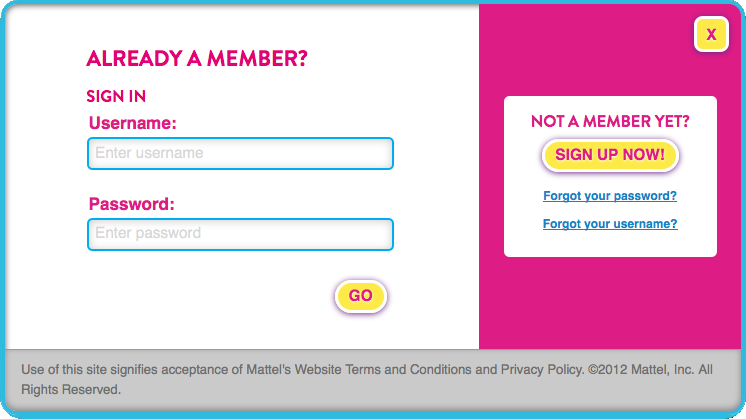 ALREADY A MEMBER?
SIGN IN
Username:
Enter username
Password:
Enter password
GO
X
NOT A MEMBER YET?
SIGN UP NOW!
Forgot your password?
Forgot your username?
Use of this site signifies acceptance of Mattel's Website Terms and Conditions and Privacy Policy. ©2012 Mattel, Inc. All
Rights Reserved.